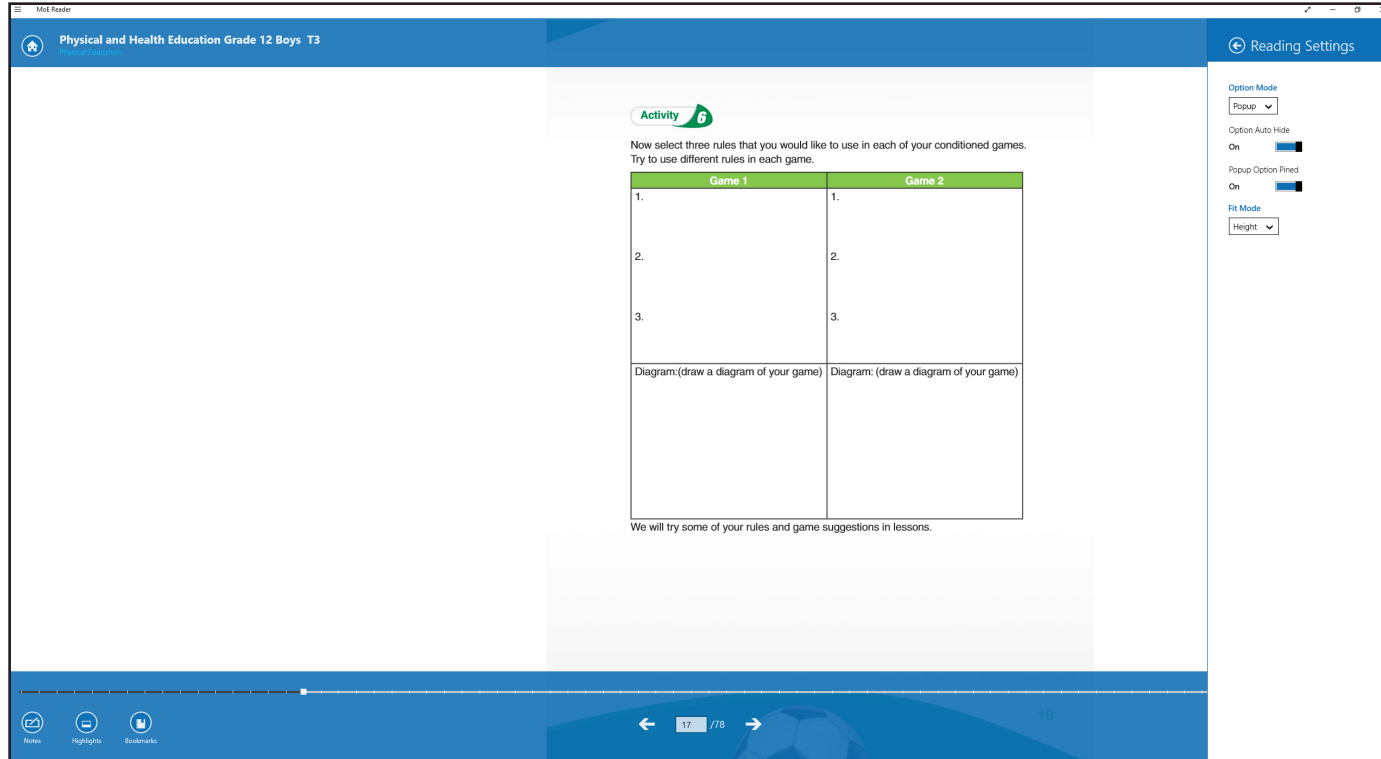 MoE Reader
Physical and Health Education Grade 12 Boys T3
Physical Education
Reading Settings
Option Mode
Popup
Option Auto Hide
On
Popup Option Pined
On
Fit Mode
Height
Activity 6
Now select three rules that you would like to use in each of your conditioned games.
Try to use different rules in each game.
Game 1 Game 2
1. 1.
2. 2.
3. 3.
Diagram:(draw a diagram of your game) Diagram: (draw a diagram of your game)
We will try some of your rules and game suggestions in lessons.
19
Notes Highlights Bookmarks
17 /78